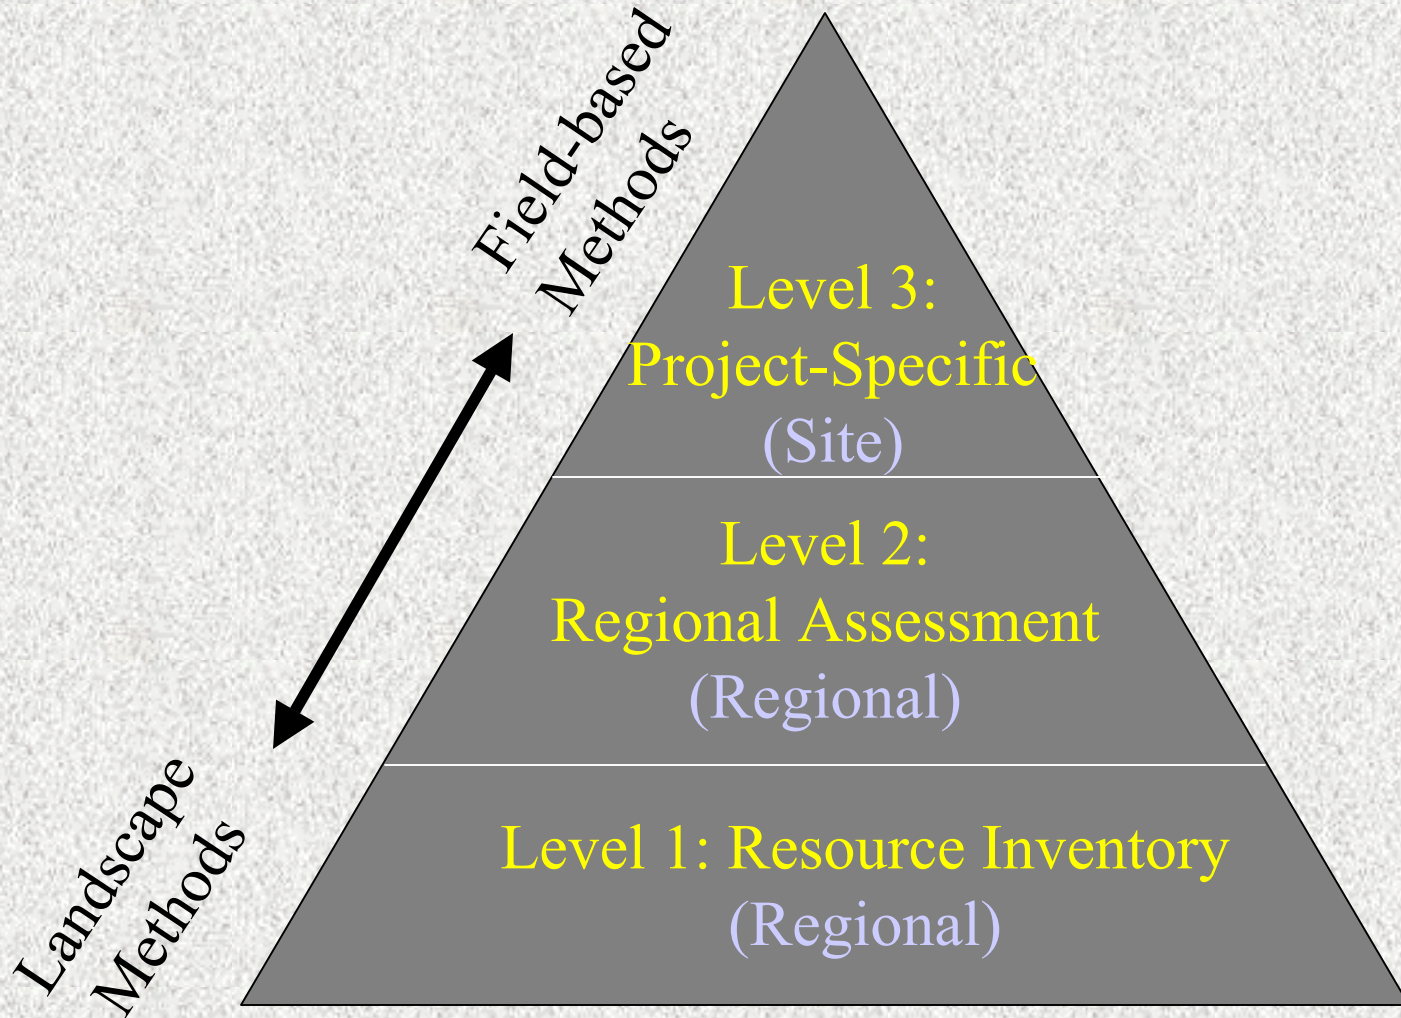 Field-based
Methods
Level 3:
Project-Specific
(Site)
Level 2:
Regional Assessment
(Regional)
Landscape
Methods
Level 1: Resource Inventory
(Regional)